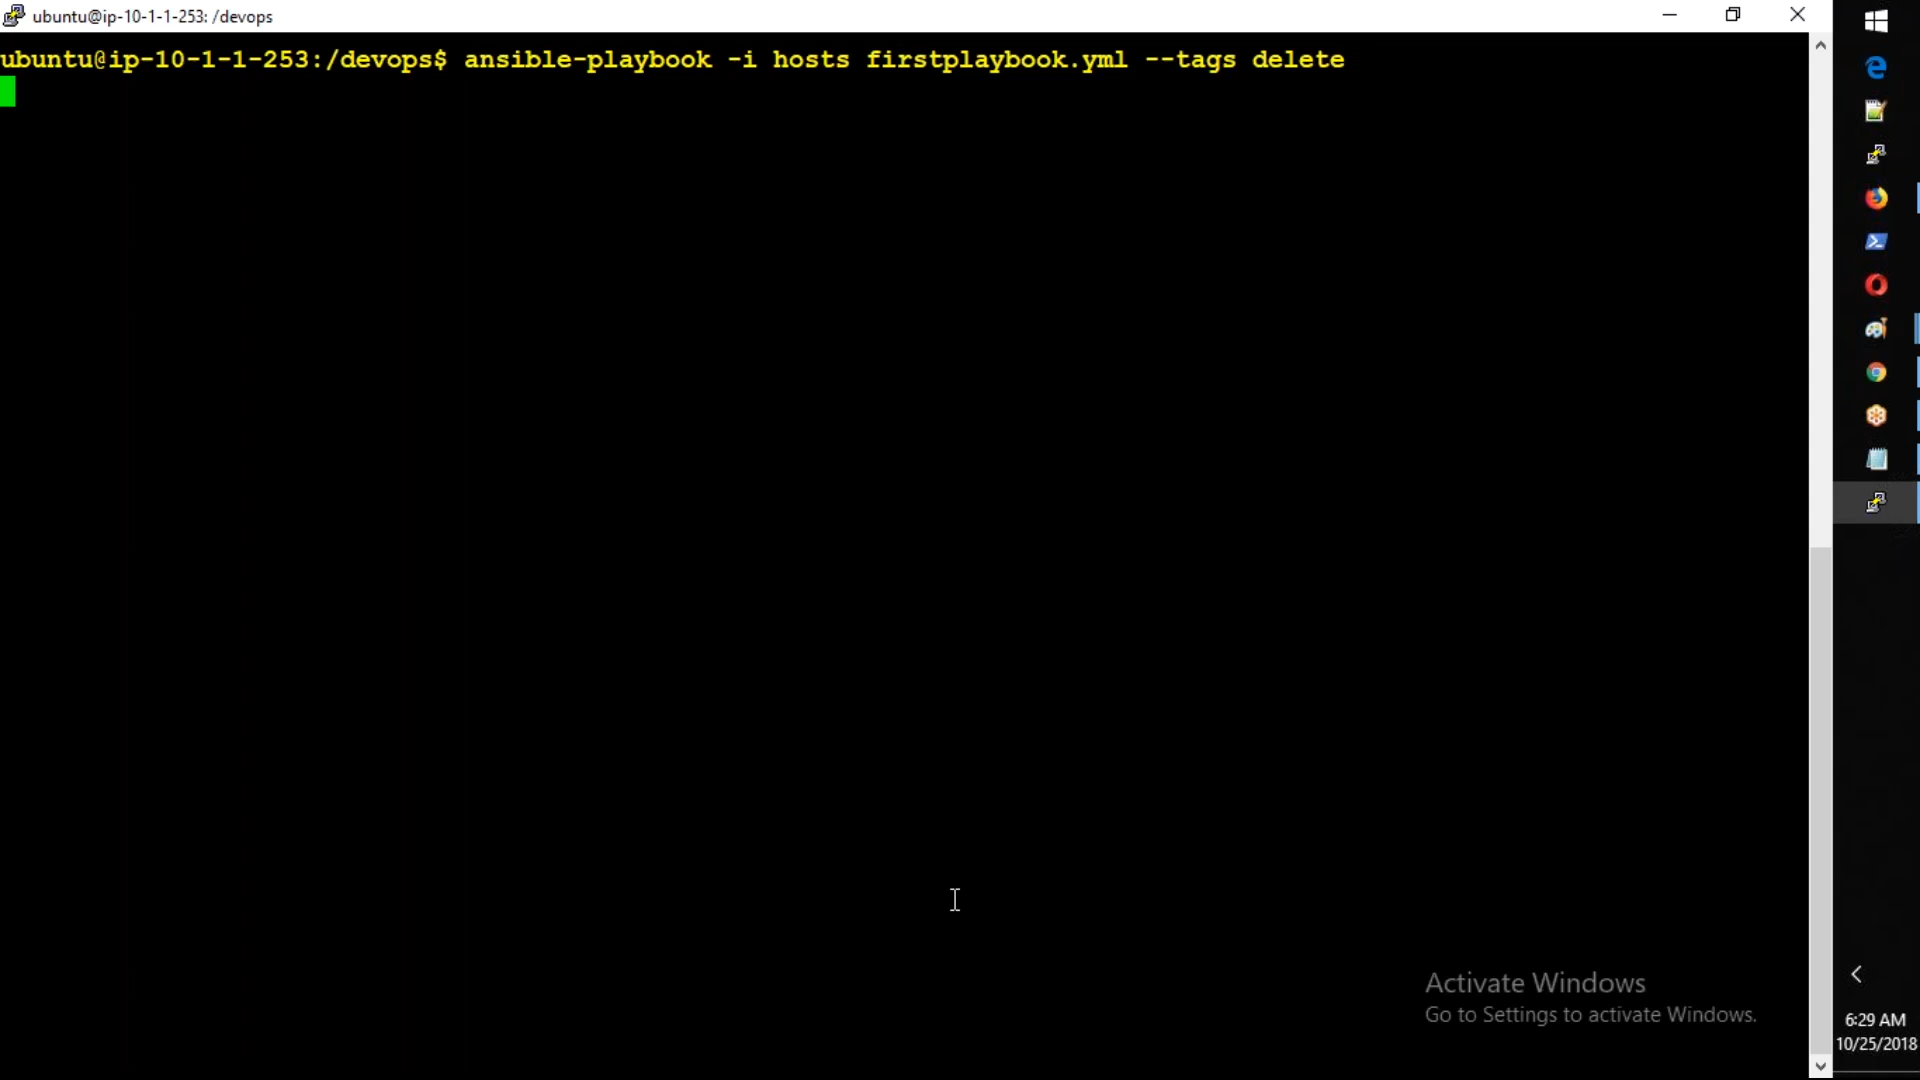 ubuntu@ip-10-1-1-253: /devops
ubuntu@ip-10-1-1-253:/devops$ ansible-playbook -i hosts firstplaybook.yml --tags delete
Activate Windows
Go to Settings to activate Windows.
6:29 AM
10/25/2018